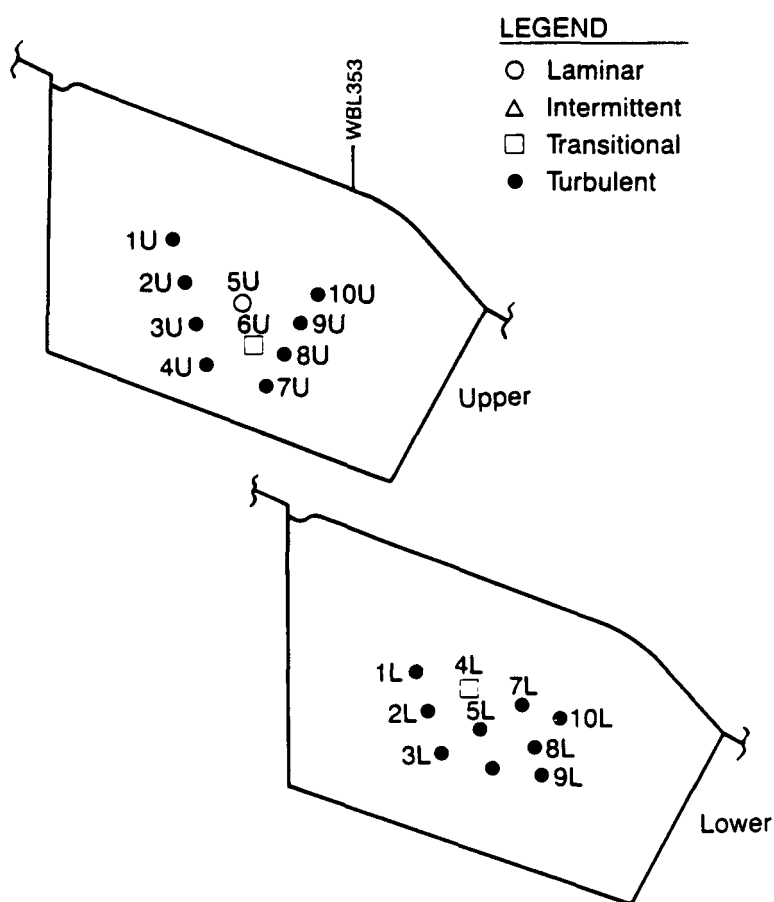 LEGEND
Laminar
Intermittent
Transitional
Turbulent
WBL353
1U
2U 5U 10U
3U 6U 9U
4U 8U
7U
Upper
1L 4L 7L
2L 5L 10L
3L 8L
9L
Lower